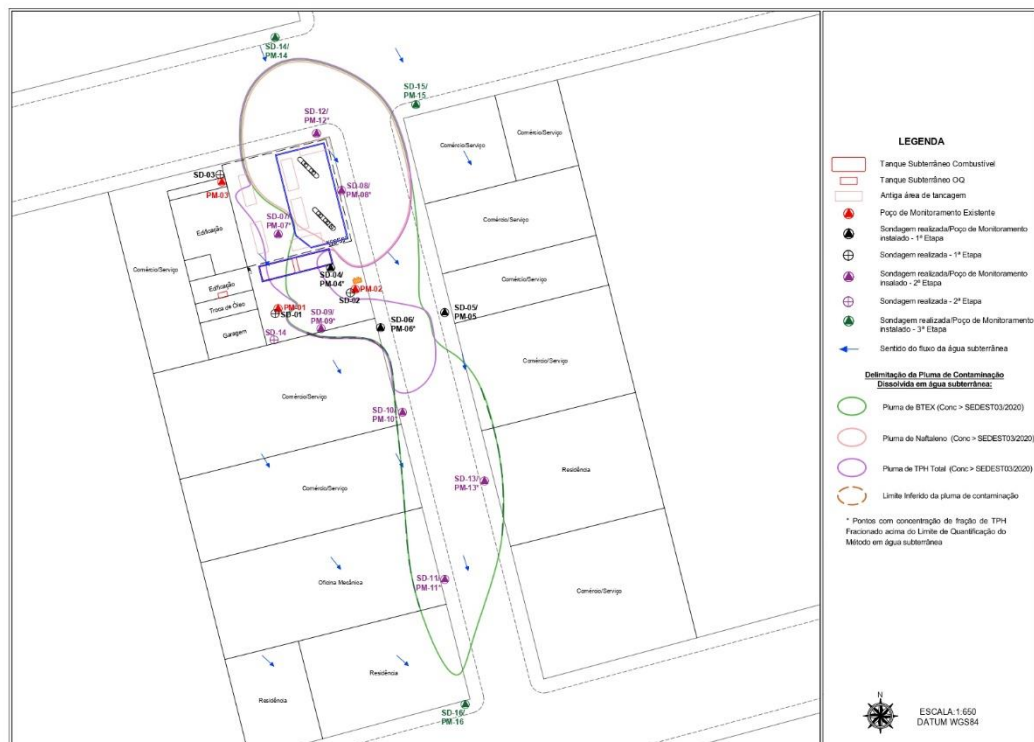 SD-14/
PM-14
SD-15/
PM-15
SD-12/
PM-12*
Comércio/Serviço
Comércio/Serviço
SD-03
PM-03
SD-08/
PM-08*
Edificação
SD-07/
PM-07*
Comércio/Serviço
Comércio/Serviço
SD-04/
PM-04*
Comércio/Serviço
Edificação
Troca de Óleo
Garagem
PM-01
SD-01
PM-02
SD-02
SD-09/
PM-09*
SD-14
SD-06/
PM-06*
SD-05/
PM-05
Comércio/Serviço
Comércio/Serviço
SD-10/
PM-10*
Residência
SD-13/
PM-13*
Comércio/Serviço
Oficina Mecânica
SD-11/
PM-11*
Comércio/Serviço
Residência
Residência
SD-16/
PM-16
LEGENDA
Tanque Subterrâneo Combustível
Tanque Subterrâneo OQ
Antiga área de tancagem
Poço de Monitoramento Existente
Sondagem realizada/Poço de Monitoramento
instalado - 1ª Etapa
Sondagem realizada - 1ª Etapa
Sondagem realizada/Poço de Monitoramento
insalado - 2ª Etapa
Sondagem realizada - 2ª Etapa
Sondagem realizada/Poço de Monitoramento
instalado - 3ª Etapa
Sentido do fluxo da água subterrânea
Delimitação da Pluma de Contaminação
Dissolvida em água subterrânea:
Pluma de BTEX (Conc > SEDEST03/2020)
Pluma de Naftaleno (Conc > SEDEST03/2020)
Pluma de TPH Total (Conc > SEDEST03/2020)
Limite Inferido da pluma de contaminação
* Pontos com concentração de fração de TPH
Fracionado acima do Limite de Quantificação do
Método em água subterrânea
N
ESCALA:1:650
DATUM WGS84